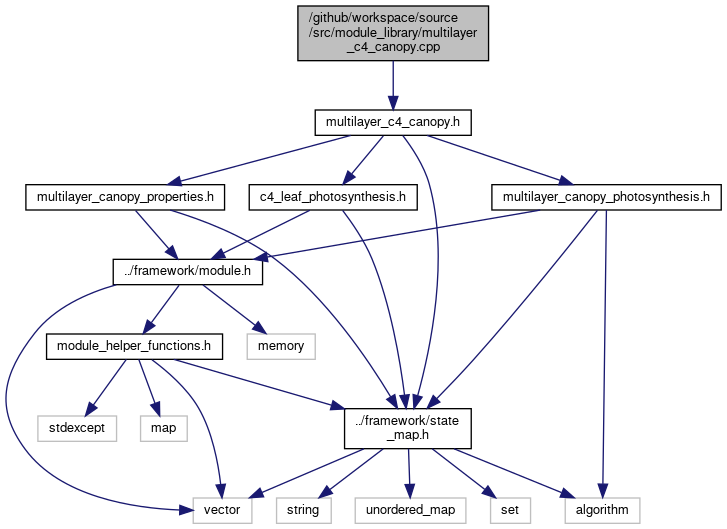 /github/workspace/source
/src/module_library/multilayer
_c4_canopy.cpp
multilayer_c4_canopy.h
multilayer_canopy_properties.h
c4_leaf_photosynthesis.h
multilayer_canopy_photosynthesis.h
../framework/module.h
module_helper_functions.h
memory
stdexcept
map
../framework/state
_map.h
vector
string
unordered_map
set
algorithm